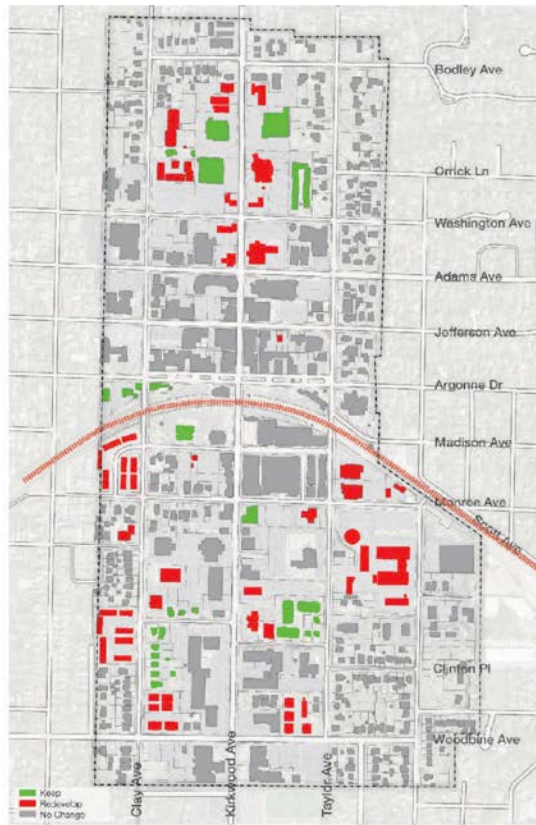 Bodley Ave
Orrick Ln
Washington Ave
Adams Ave
Jefferson Ave
Argonne Dr
Madison Ave
Monroe Ave
Scott Ave
Clinton Pl
Woodbine Ave
Clay Ave
Kirkwood Ave
Taylor Ave
Keep
Redevelop
No Change